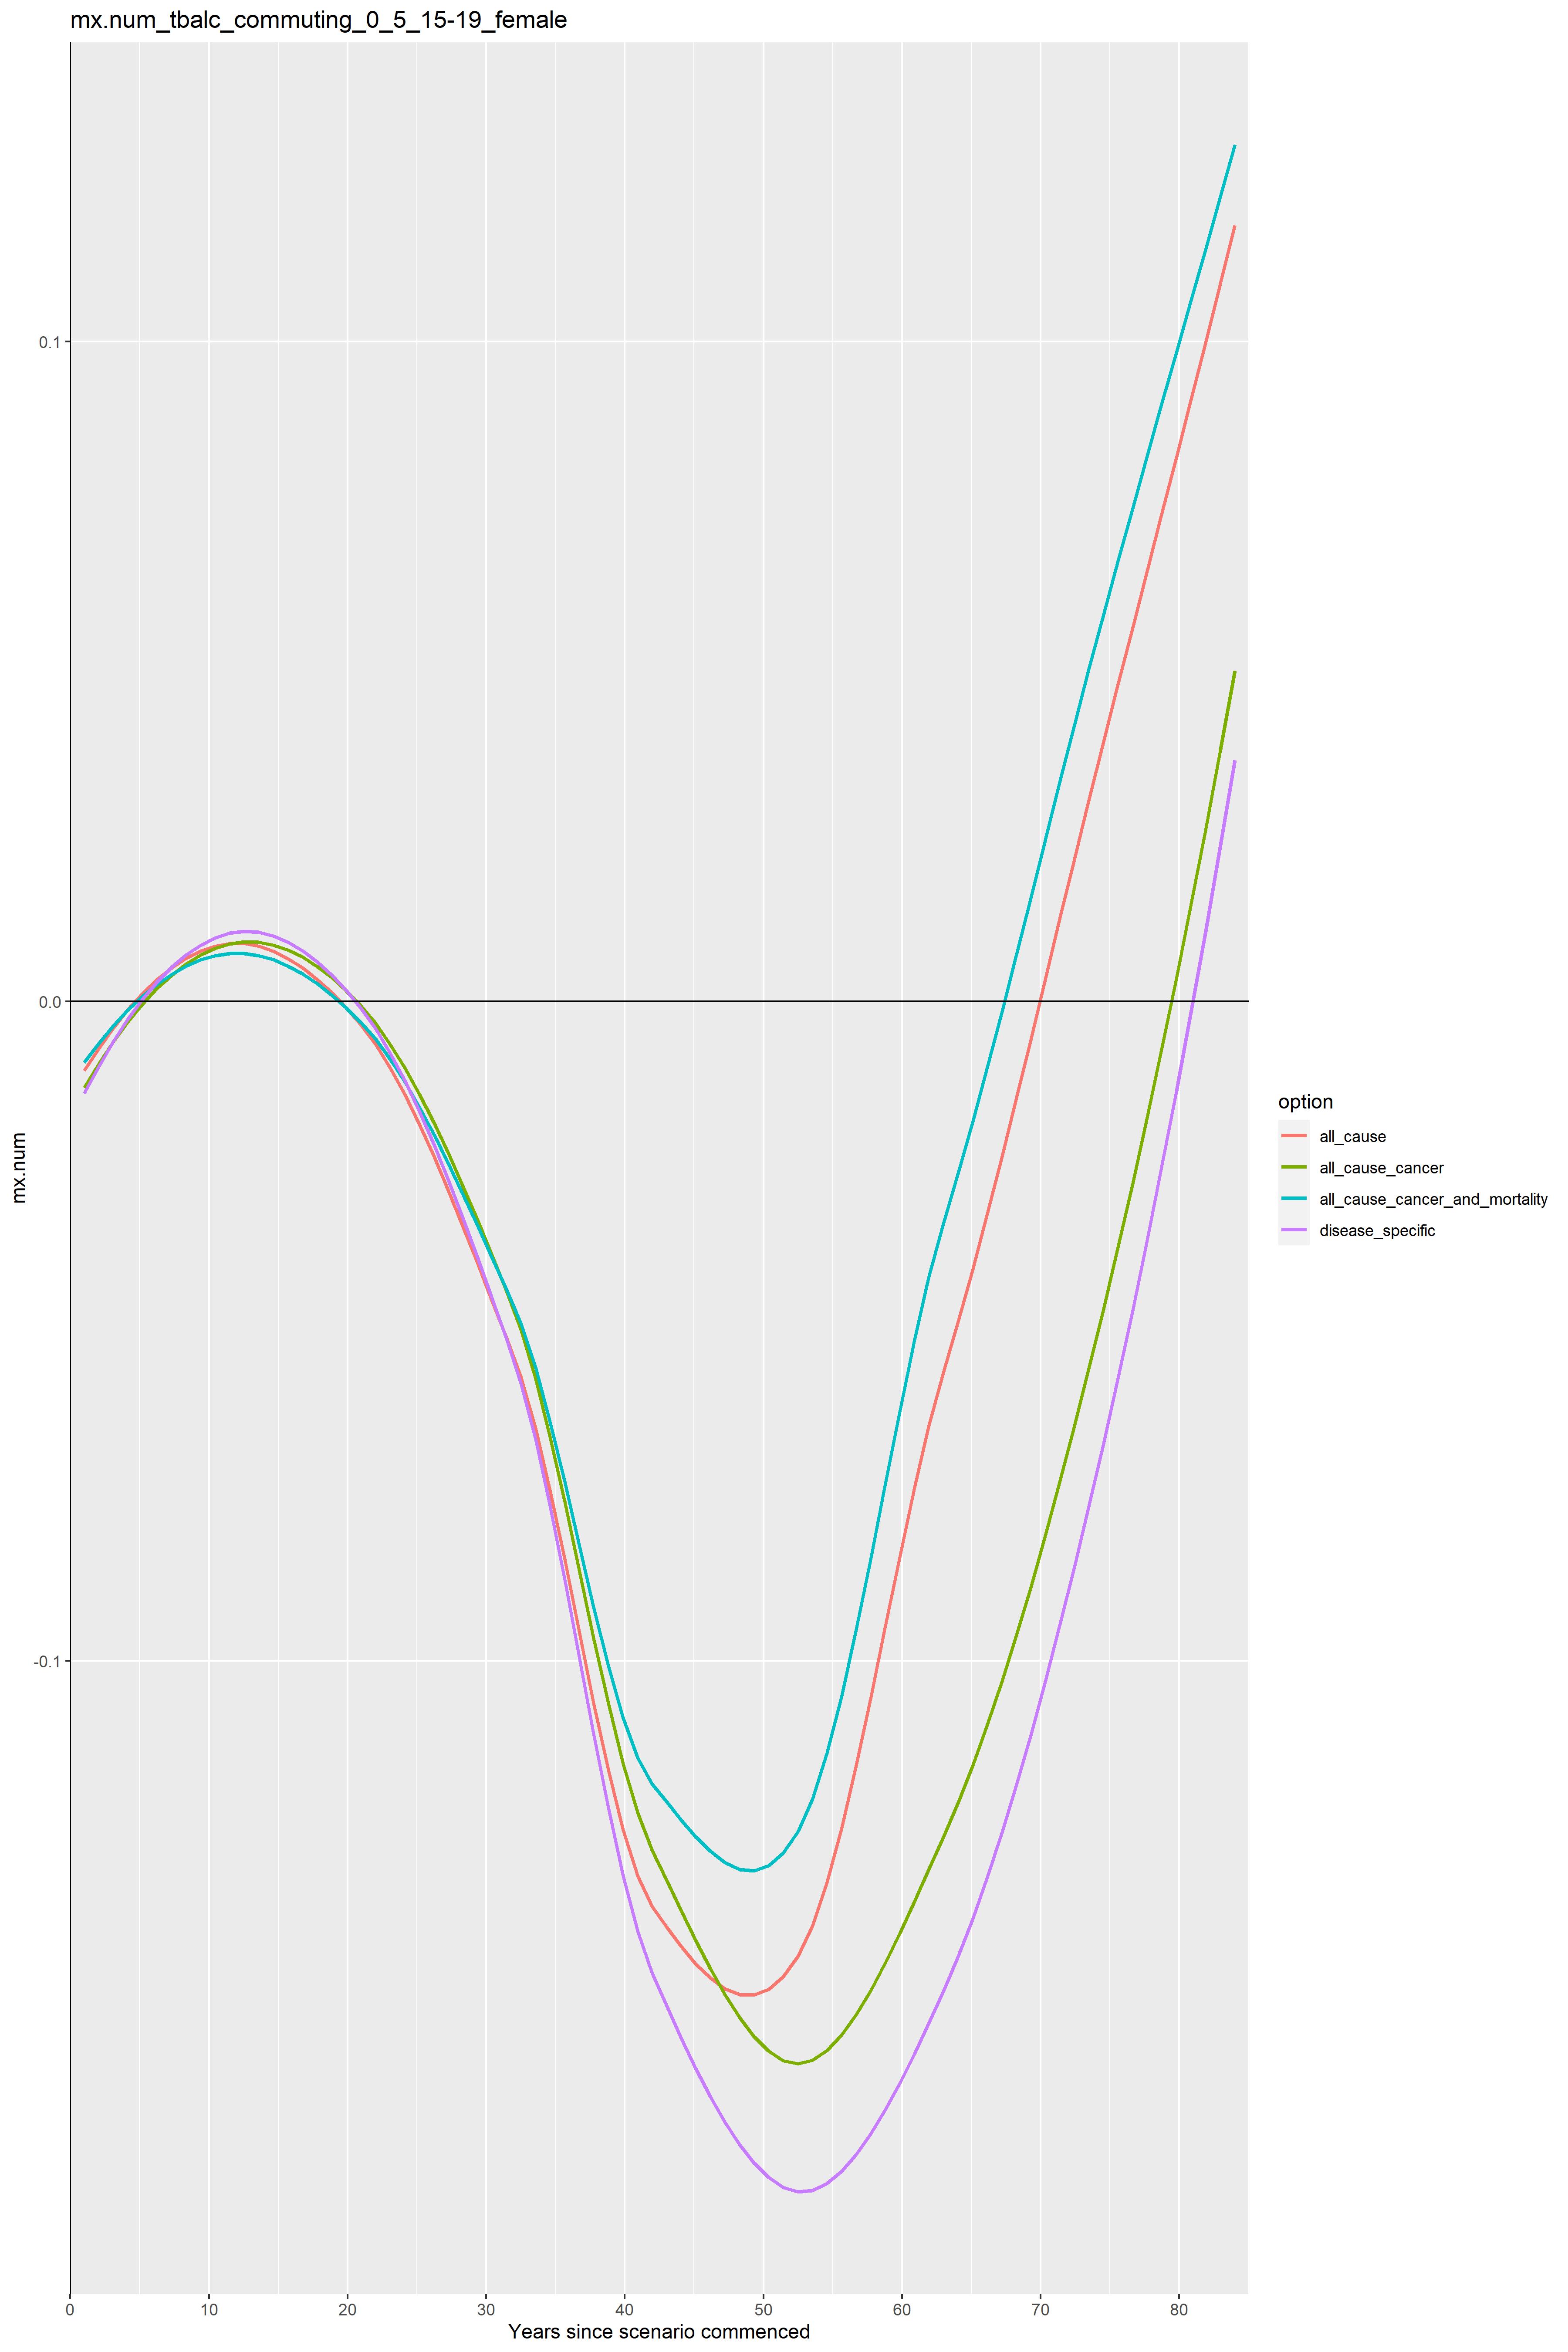 mx.num_tbalc_commuting_0_5_15-19_female
0.1
0.0
-0.1
mx.num
0 10 20 30 40 50 60 70 80
Years since scenario commenced
option
all_cause
all_cause_cancer
all_cause_cancer_and_mortality
disease_specific